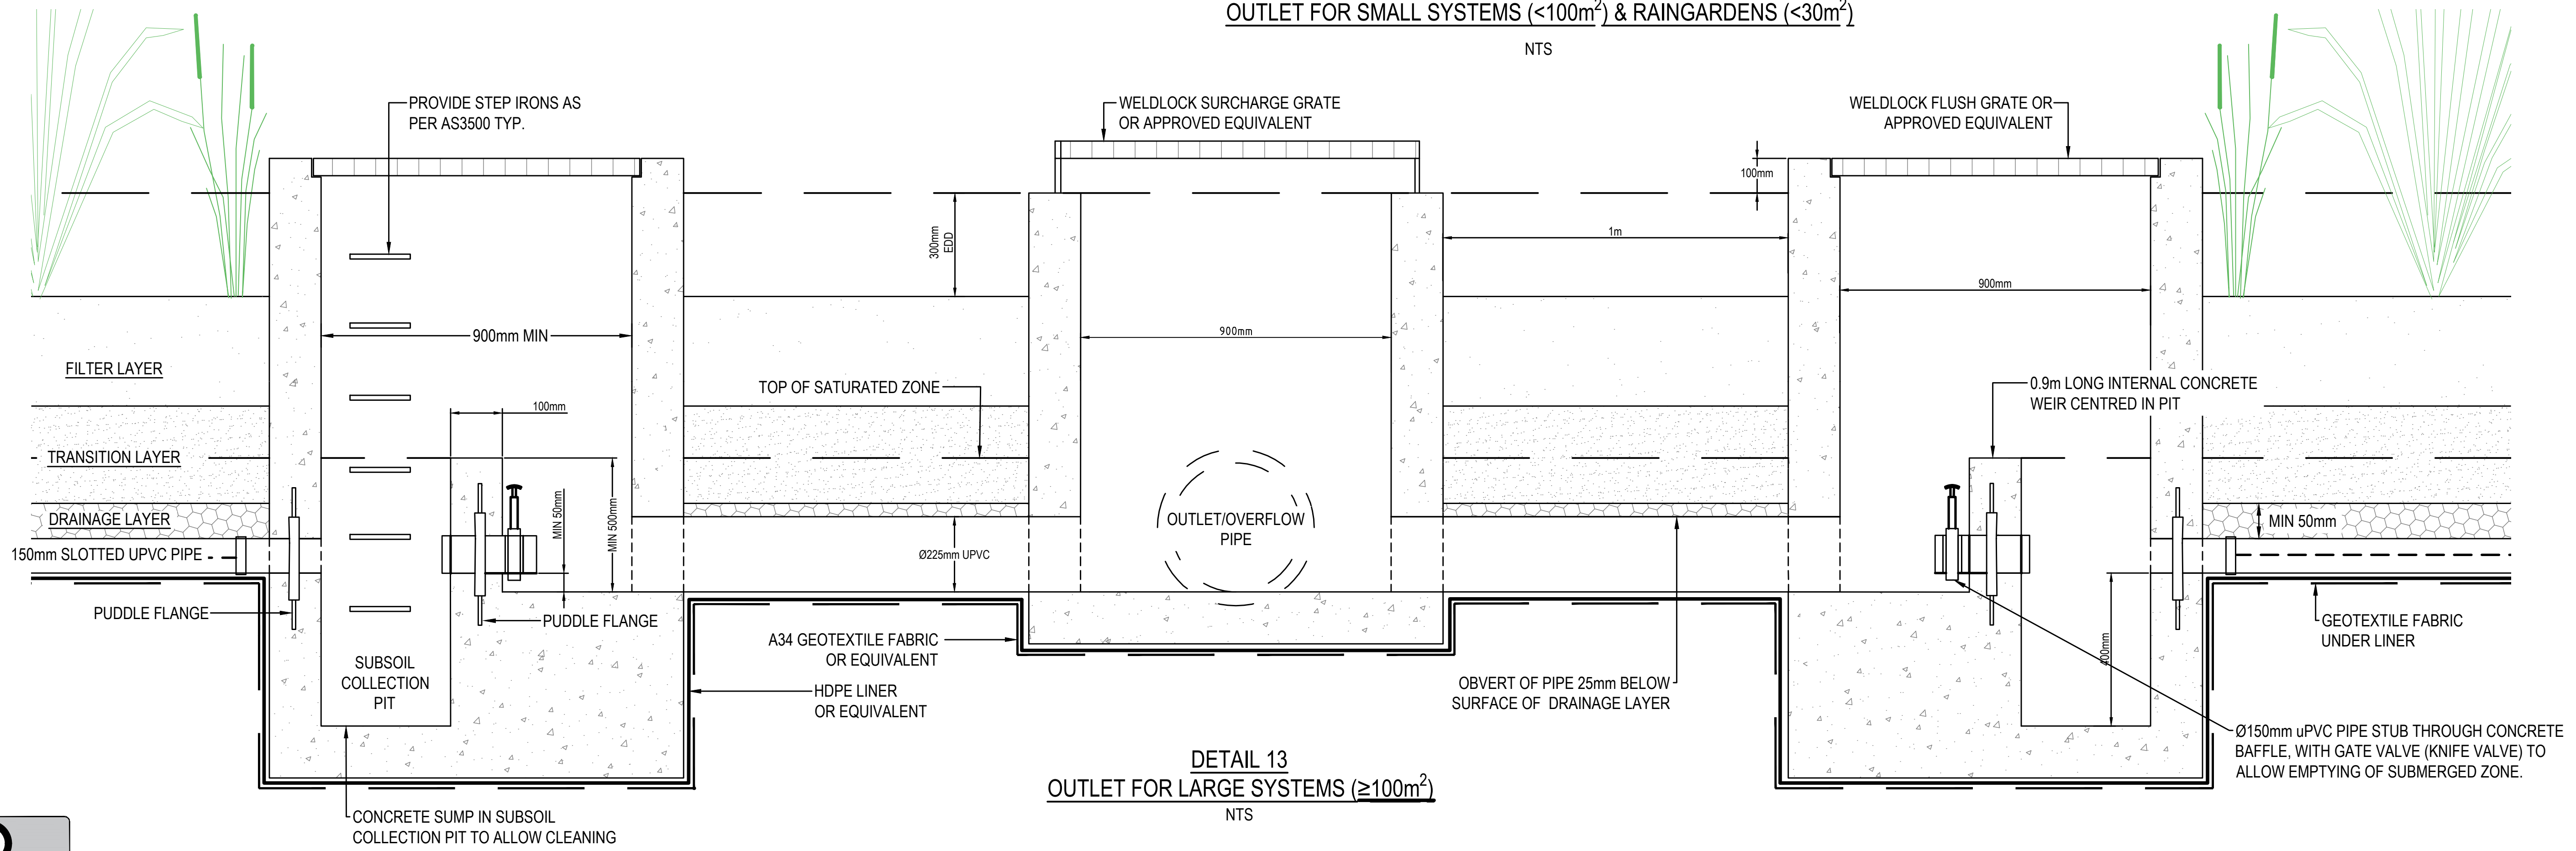 OUTLET FOR SMALL SYSTEMS (<100m²) & RAINGARDENS (<30m²)
NTS
PROVIDE STEP IRONS AS
PER AS3500 TYP.
WELDLOCK SURCHARGE GRATE
OR APPROVED EQUIVALENT
WELDLOCK FLUSH GRATE OR
APPROVED EQUIVALENT
100mm
300mm
EDD
1m
900mm MIN
900mm
900mm
FILTER LAYER
TOP OF SATURATED ZONE
0.9m LONG INTERNAL CONCRETE
WEIR CENTRED IN PIT
100mm
TRANSITION LAYER
MIN 50mm
MIN 500mm
DRAINAGE LAYER
OUTLET/OVERFLOW
PIPE
MIN 50mm
150mm SLOTTED UPVC PIPE
Ø225mm UPVC
PUDDLE FLANGE
PUDDLE FLANGE
A34 GEOTEXTILE FABRIC
OR EQUIVALENT
GEOTEXTILE FABRIC
UNDER LINER
SUBSOIL
COLLECTION
PIT
400mm
HDPE LINER
OR EQUIVALENT
OBVERT OF PIPE 25mm BELOW
SURFACE OF DRAINAGE LAYER
Ø150mm uPVC PIPE STUB THROUGH CONCRETE
BAFFLE, WITH GATE VALVE (KNIFE VALVE) TO
ALLOW EMPTYING OF SUBMERGED ZONE.
DETAIL 13
OUTLET FOR LARGE SYSTEMS (≥100m²)
NTS
CONCRETE SUMP IN SUBSOIL
COLLECTION PIT TO ALLOW CLEANING